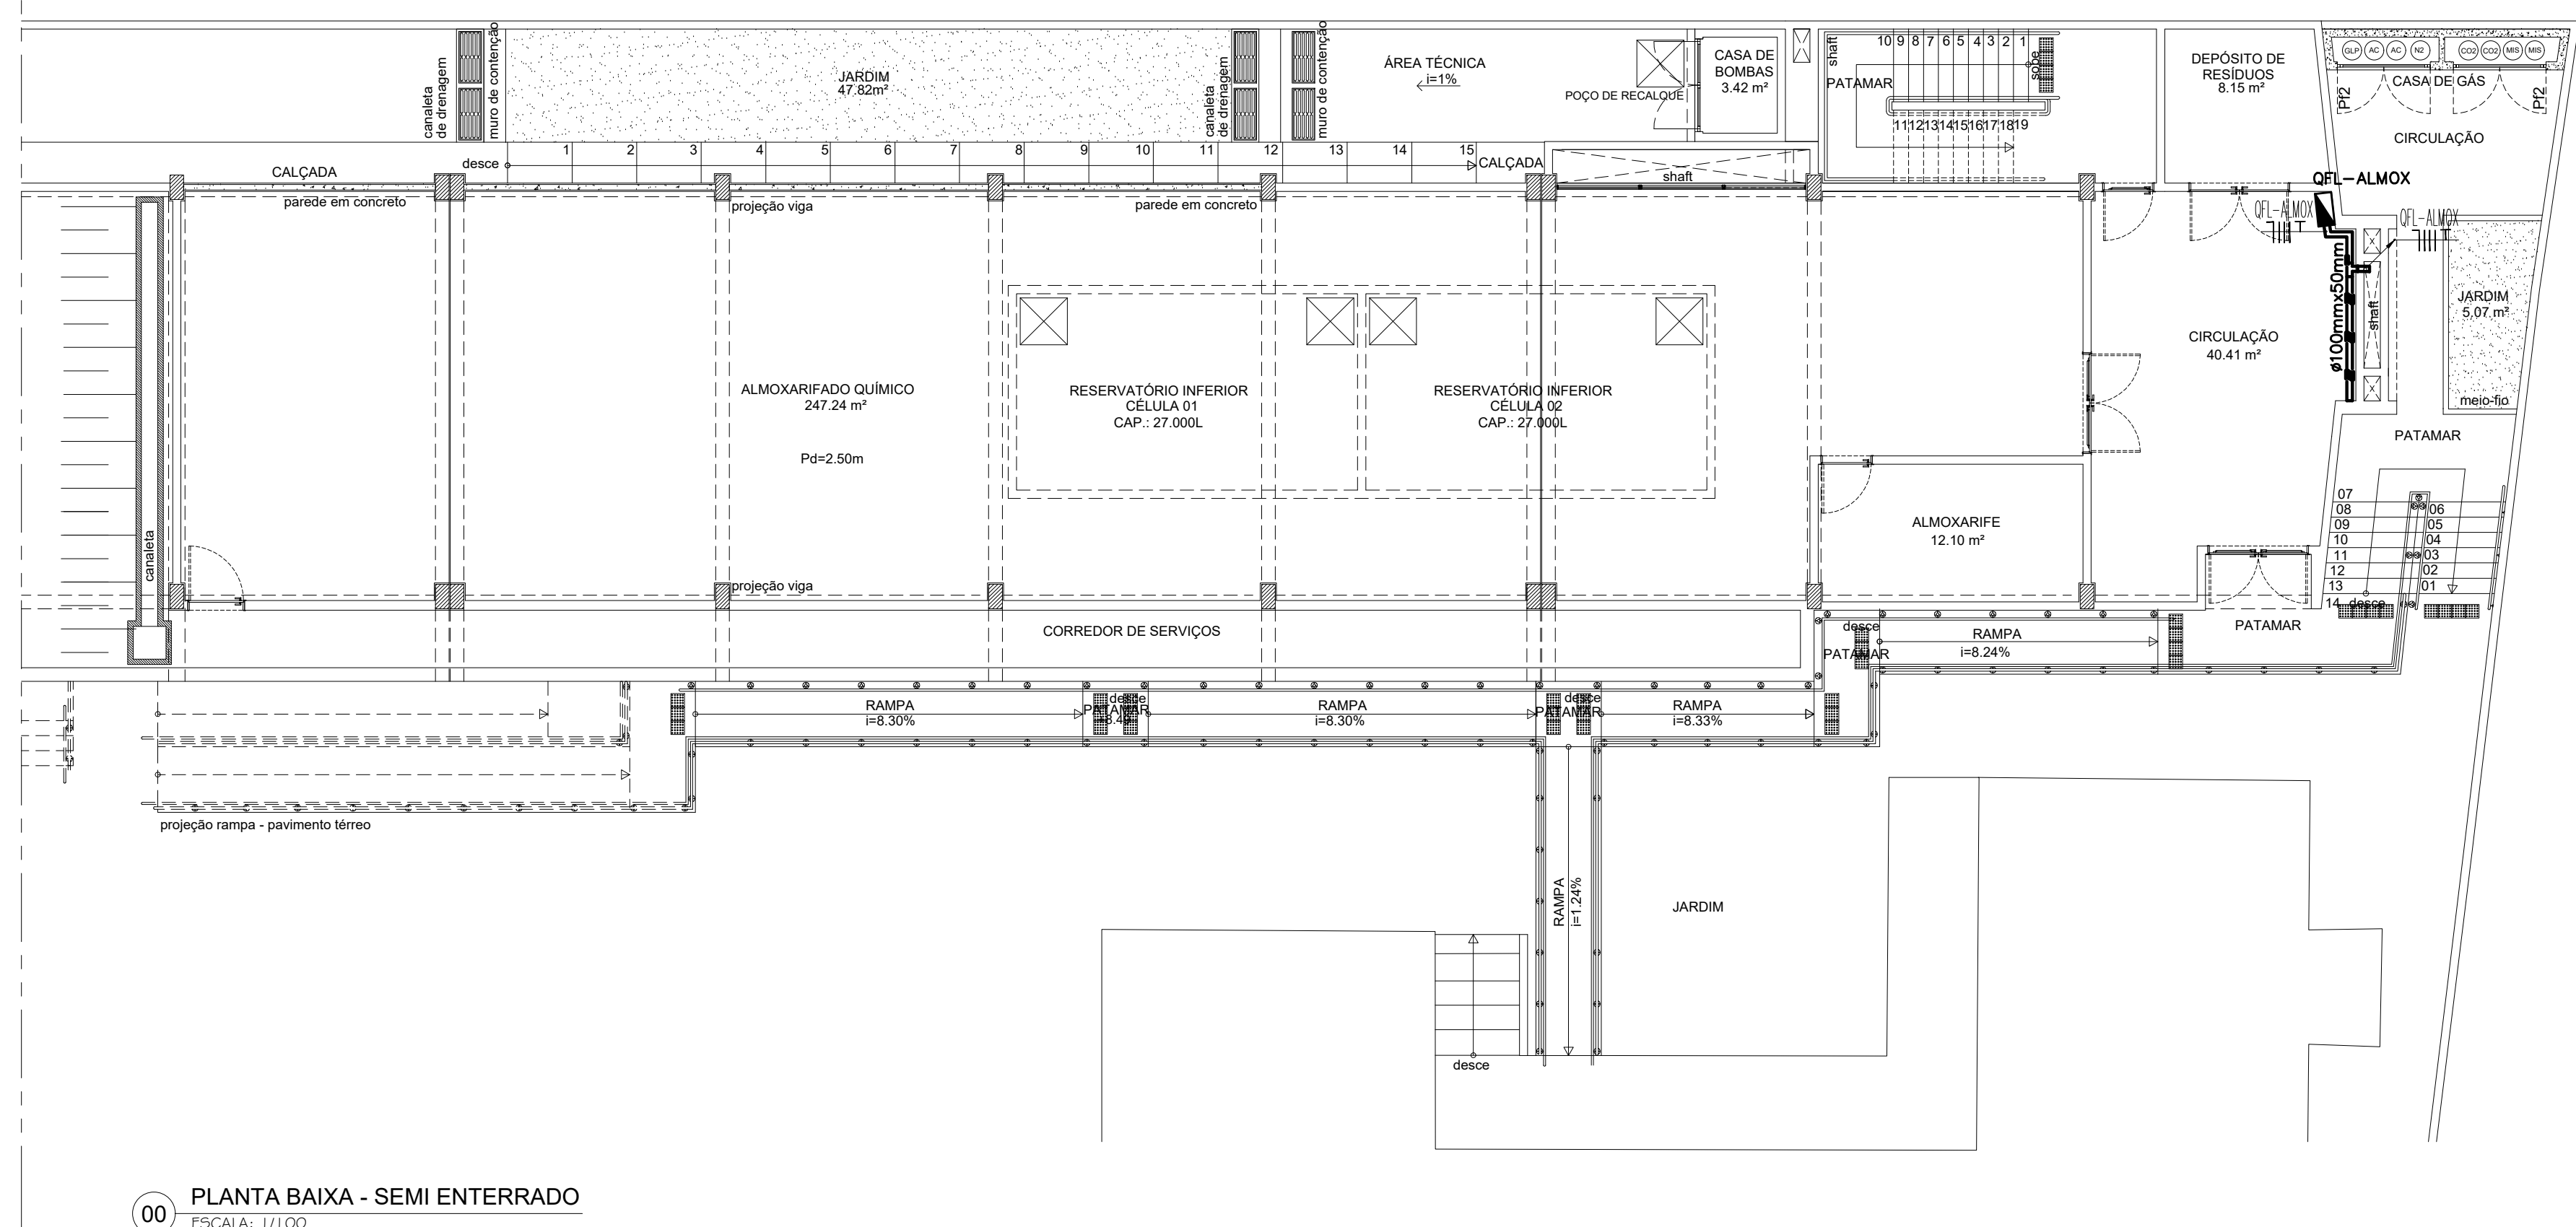 canaleta
de drenagem
muro de contenção
JARDIM
47.82m²
canaleta
de drenagem
muro de contenção
ÁREA TÉCNICA
i=1%
POÇO DE RECALQUE
CASA DE
BOMBAS
3.42 m²
shaft
PATAMAR
10 9 8 7 6 5 4 3 2 1
sobe
11 12 13 14 15 16 17 18 19
DEPÓSITO DE
RESÍDUOS
8.15 m²
GLP AC AC N2 CO2 CO2 MIS MIS
CASA DE GÁS
Pf2
Pf2
CIRCULAÇÃO
CALÇADA
desce
1 2 3 4 5 6 7 8 9 10 11 12 13 14 15
CALÇADA
shaft
parede em concreto
projeção viga
parede em concreto
QFL-ALMOX
QFL-ALMOX
QFL-ALMOX
ø100mmx50mm
shaft
X
X
JARDIM
5.07 m²
meio-fio
CIRCULAÇÃO
40.41 m²
ALMOXARIFADO QUÍMICO
247.24 m²
Pd=2.50m
RESERVATÓRIO INFERIOR
CÉLULA 01
CAP.: 27.000L
RESERVATÓRIO INFERIOR
CÉLULA 02
CAP.: 27.000L
PATAMAR
07
08 06
09 05
10 04
11 03
12 02
13 01
14 desce
ALMOXARIFE
12.10 m²
canaleta
projeção viga
CORREDOR DE SERVIÇOS
desce
PATAMAR
RAMPA
i=8.24%
PATAMAR
RAMPA
i=8.30%
desce
PATAMAR
RAMPA
i=8.30%
desce
PATAMAR
RAMPA
i=8.33%
projeção rampa - pavimento térreo
RAMPA
i=1.24%
JARDIM
desce
00
PLANTA BAIXA - SEMI ENTERRADO
ESCALA: 1/100